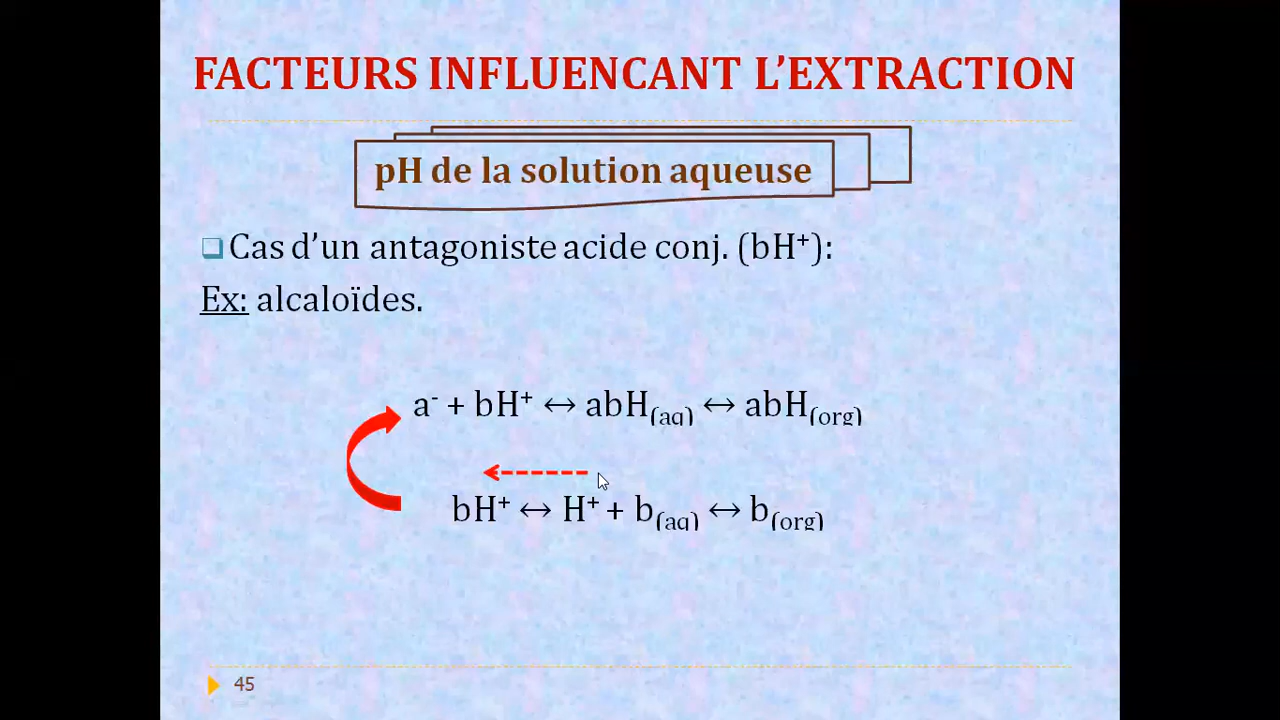 FACTEURS INFLUENCANT L’EXTRACTION
pH de la solution aqueuse
Cas d’un antagoniste acide conj. (bH⁺):
Ex: alcaloïdes.
a⁻ + bH⁺ ↔ abH(aq) ↔ abH(org)
bH⁺ ↔ H⁺ + b(aq) ↔ b(org)
45